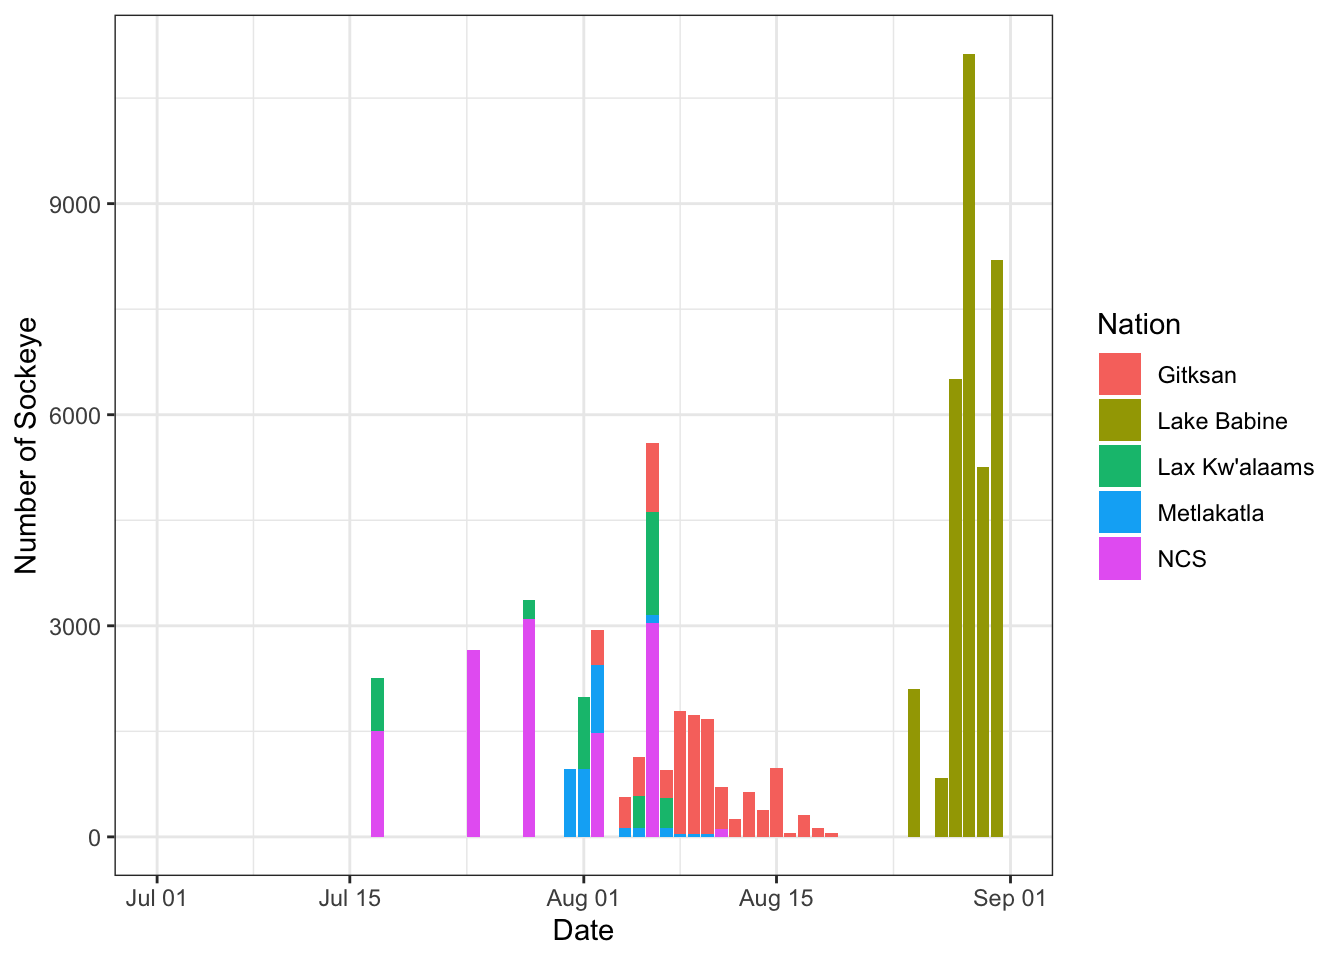 Number of Sockeye
9000
6000
3000
0
Jul 01
Jul 15
Aug 01
Aug 15
Sep 01
Date
Nation
Gitksan
Lake Babine
Lax Kw'alaams
Metlakatla
NCS